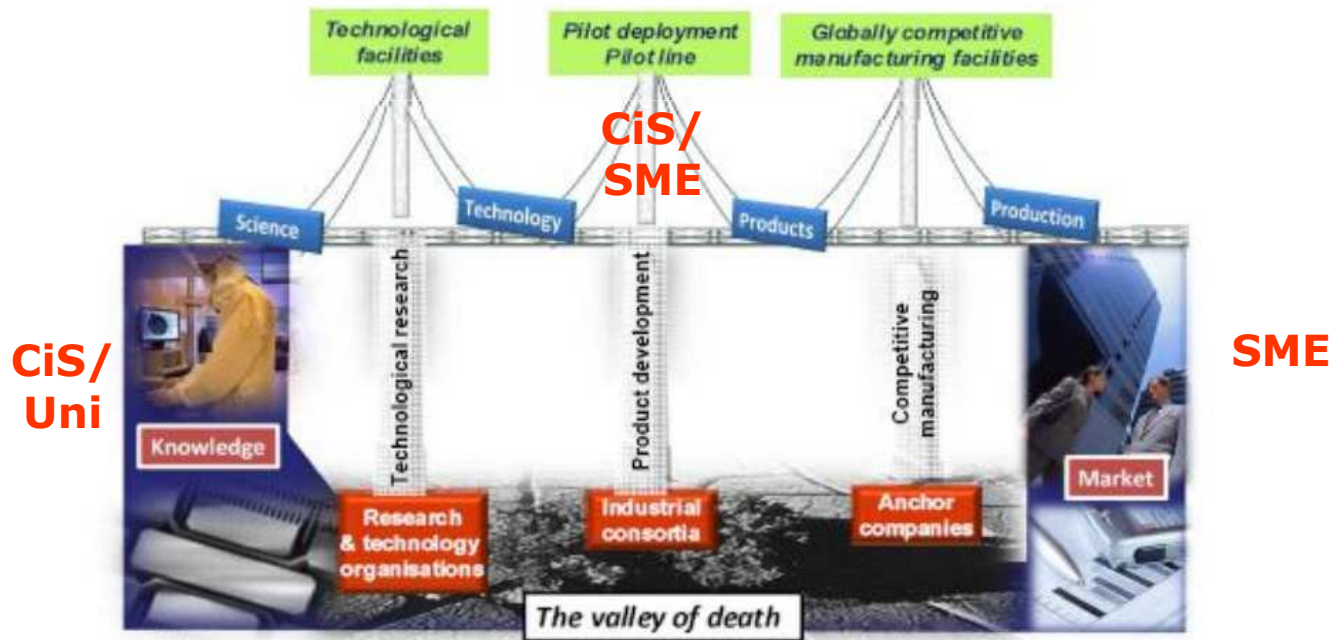 Technological
facilities
Pilot deployment
Pilot line
Globally competitive
manufacturing facilities
CiS/
SME
Science
Technology
Products
Production
Technological research
Product development
Competitive
manufacturing
CiS/
Uni
SME
Knowledge
Market
Research
& technology
organisations
Industrial
consortia
Anchor
companies
The valley of death